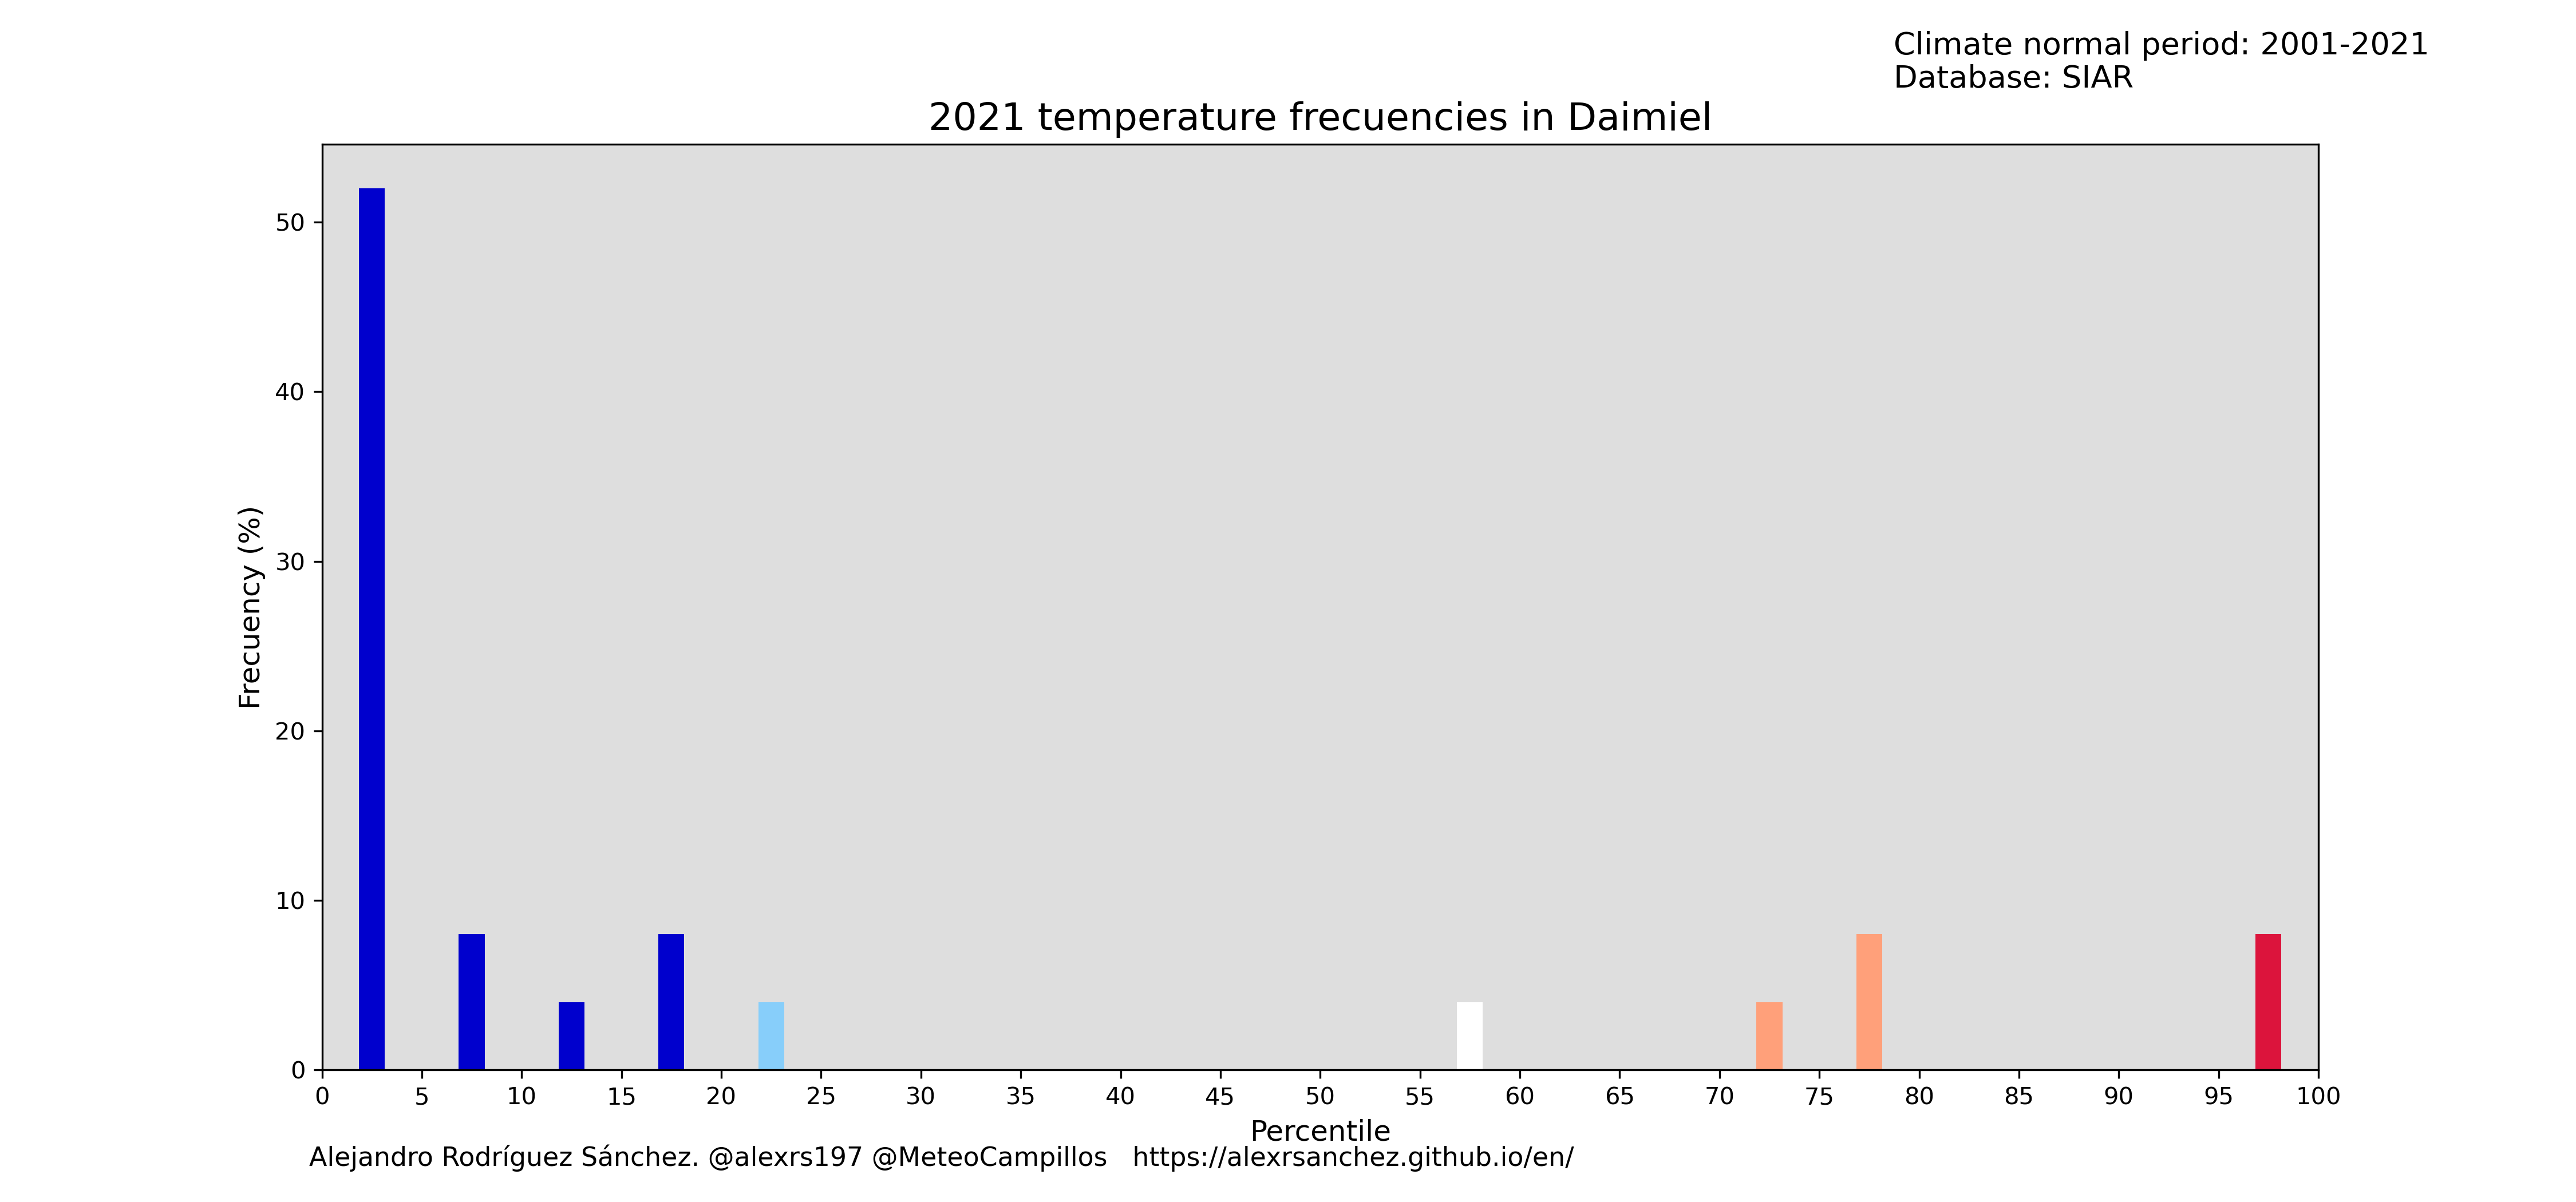 Climate normal period: 2001-2021
Database: SIAR
2021 temperature frecuencies in Daimiel
Frecuency (%)
50
40
30
20
10
0
0 5 10 15 20 25 30 35 40 45 50 55 60 65 70 75 80 85 90 95 100
Percentile
Alejandro Rodríguez Sánchez. @alexrs197 @MeteoCampillos https://alexrsanchez.github.io/en/